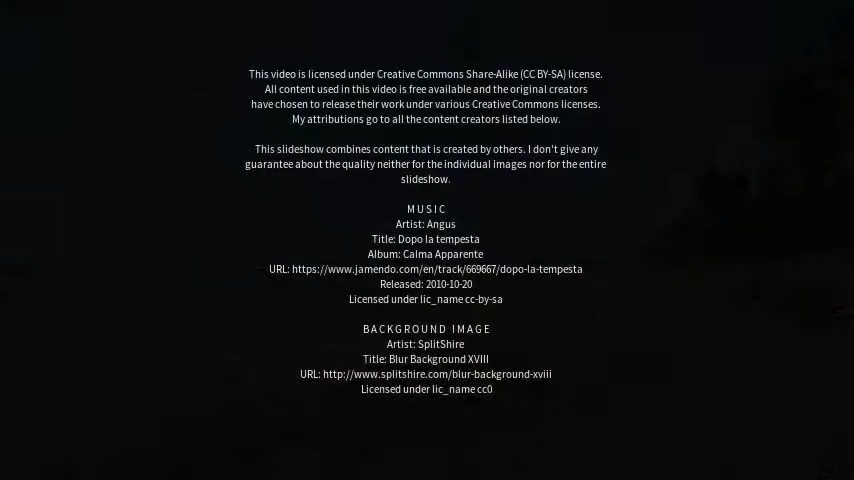 This video is licensed under Creative Commons Share-Alike (CC BY-SA) license.
All content used in this video is free available and the original creators
have chosen to release their work under various Creative Commons licenses.
My attributions go to all the content creators listed below.
This slideshow combines content that is created by others. I don't give any
guarantee about the quality neither for the individual images nor for the entire
slideshow.
MUSIC
Artist: Angus
Title: Dopo la tempesta
Album: Calma Apparente
URL: https://www.jamendo.com/en/track/669667/dopo-la-tempesta
Released: 2010-10-20
Licensed under lic_name cc-by-sa
BACKGROUND IMAGE
Artist: SplitShire
Title: Blur Background XVIII
URL: http://www.splitshire.com/blur-background-xviii
Licensed under lic_name cc0